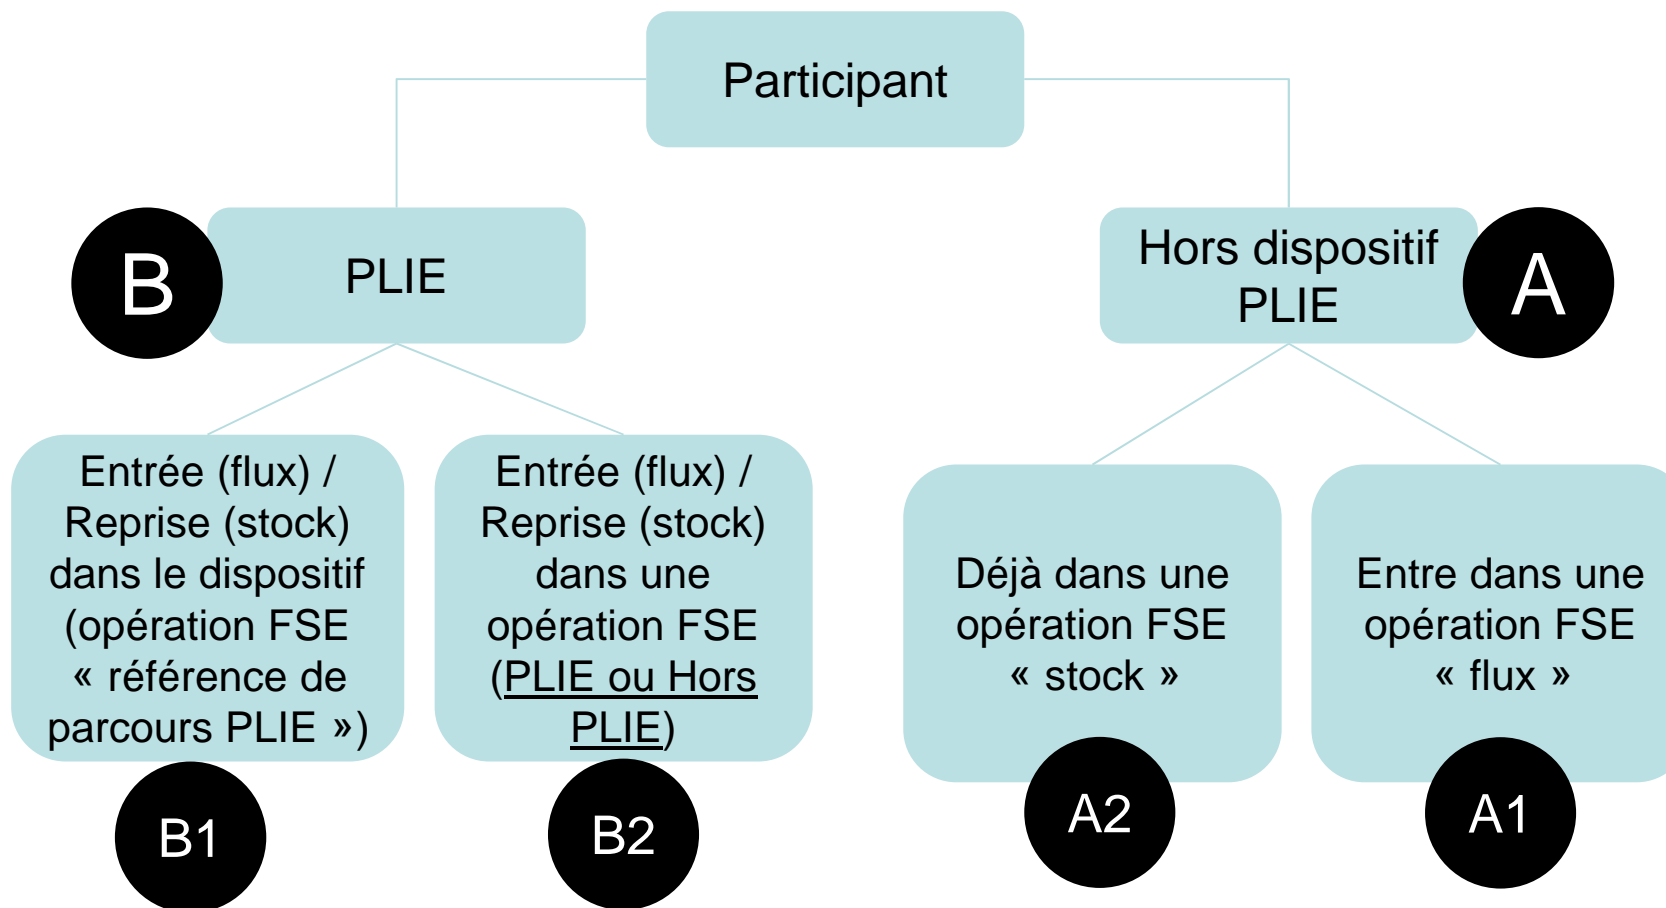 Participant
B
PLIE
Hors dispositif
PLIE
A
Entrée (flux) /
Reprise (stock)
dans le dispositif
(opération FSE
« référence de
parcours PLIE »)
B1
Entrée (flux) /
Reprise (stock)
dans une
opération FSE
(PLIE ou Hors
PLIE)
B2
Déjà dans une
opération FSE
« stock »
A2
Entre dans une
opération FSE
« flux »
A1